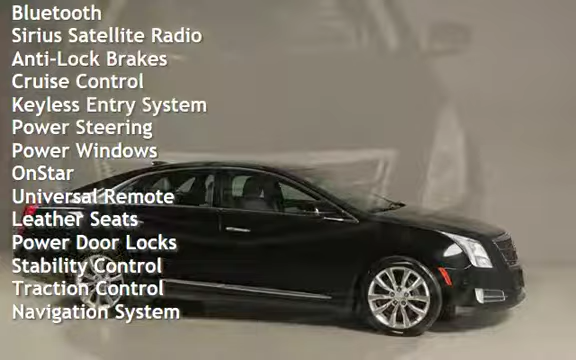 Bluetooth
Sirius Satellite Radio
Anti-Lock Brakes
Cruise Control
Keyless Entry System
Power Steering
Power Windows
OnStar
Universal Remote
Leather Seats
Power Door Locks
Stability Control
Traction Control
Navigation System